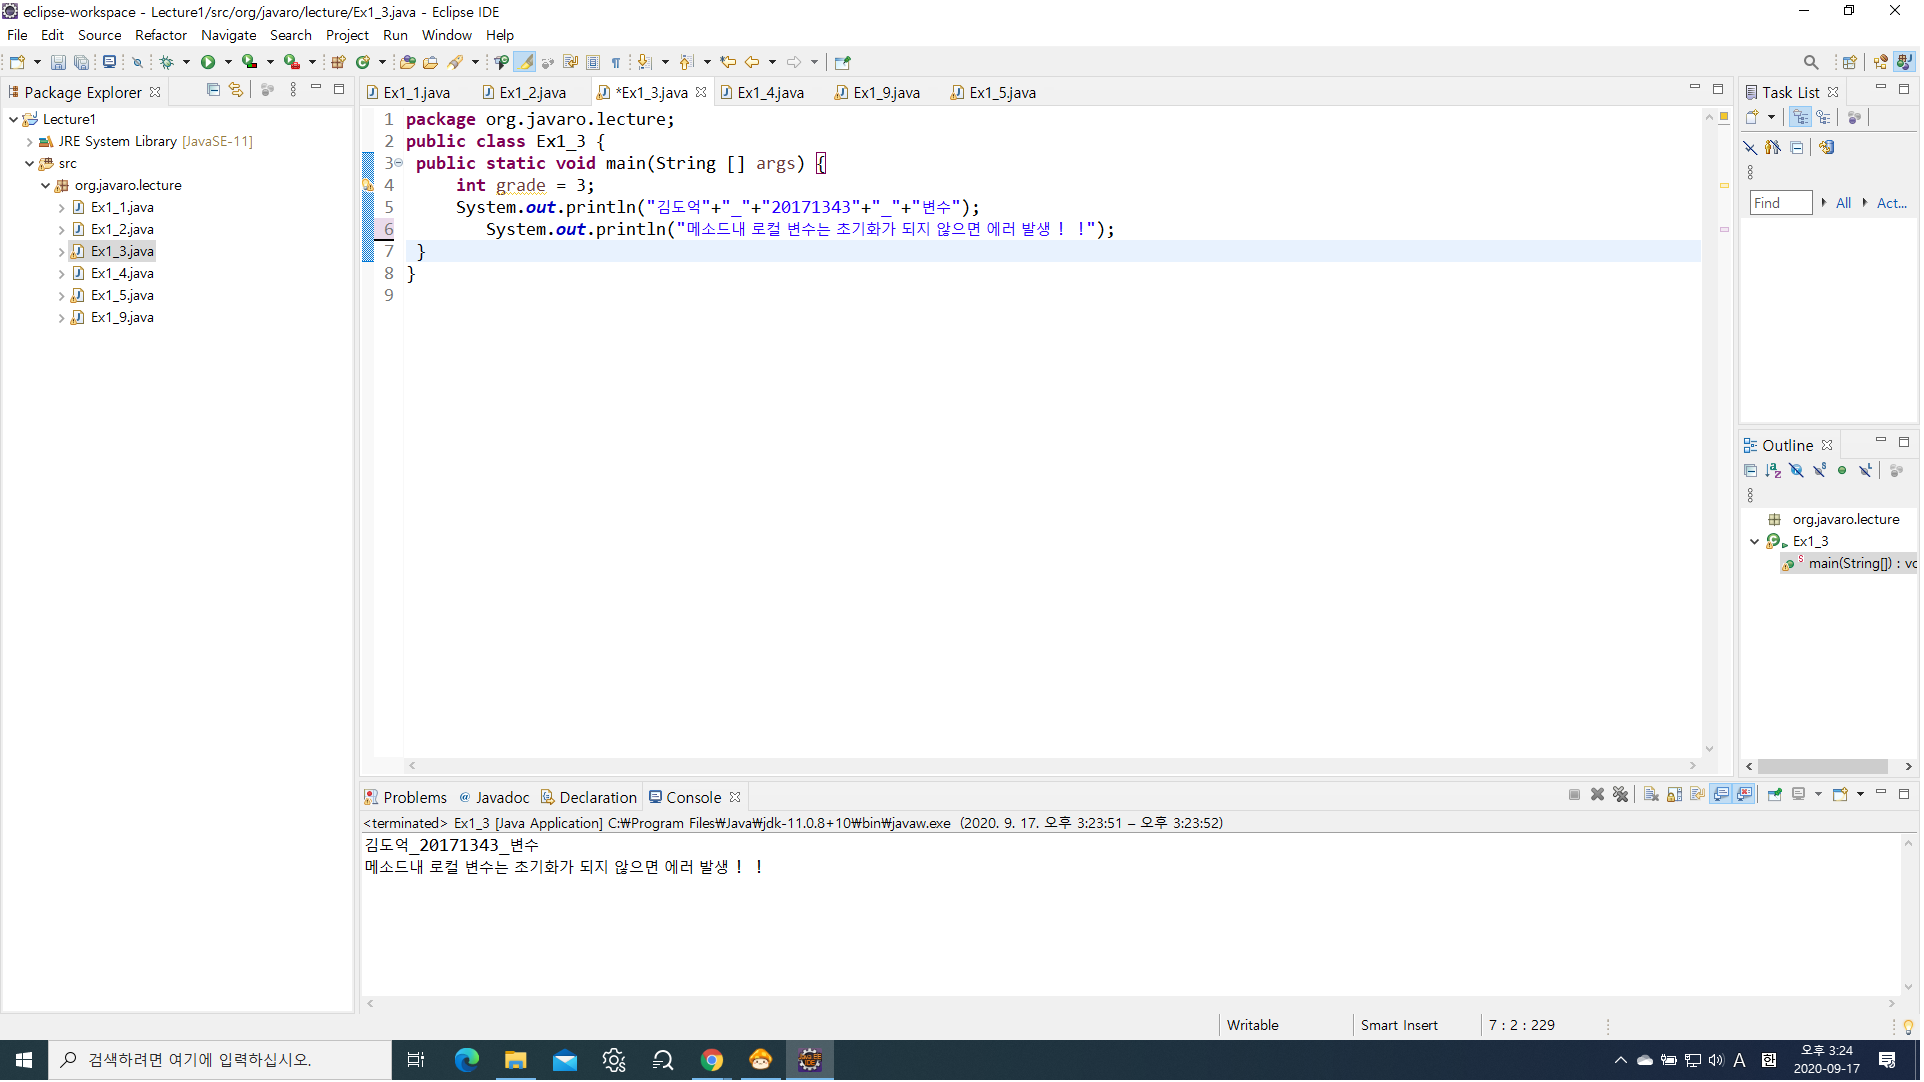 eclipse-workspace - Lecture1/src/org/javaro/lecture/Ex1_3.java - Eclipse IDE
File Edit Source Refactor Navigate Search Project Run Window Help
Package Explorer
Lecture1
JRE System Library [JavaSE-11]
src
org.javaro.lecture
Ex1_1.java
Ex1_2.java
Ex1_3.java
Ex1_4.java
Ex1_5.java
Ex1_9.java
Ex1_1.java Ex1_2.java *Ex1_3.java Ex1_4.java Ex1_9.java Ex1_5.java
1 package org.javaro.lecture;
2 public class Ex1_3 {
3 public static void main(String [] args) {
4 int grade = 3;
5 System.out.println("김도억"+"_"+"20171343"+"_"+"변수");
6 System.out.println("메소드내 로컬 변수는 초기화가 되지 않으면 에러 발생 ! !");
7 }
8 }
9
Task List
Find All Act...
Outline
org.javaro.lecture
Ex1_3
main(String[]) : vo
Problems @ Javadoc Declaration Console
<terminated> Ex1_3 [Java Application] C:₩Program Files₩Java₩jdk-11.0.8+10₩bin₩javaw.exe (2020. 9. 17. 오후 3:23:51 – 오후 3:23:52)
김도억_20171343_변수
메소드내 로컬 변수는 초기화가 되지 않으면 에러 발생 ! !
Writable Smart Insert 7 : 2 : 229
검색하려면 여기에 입력하십시오.
A 한
오후 3:24
2020-09-17